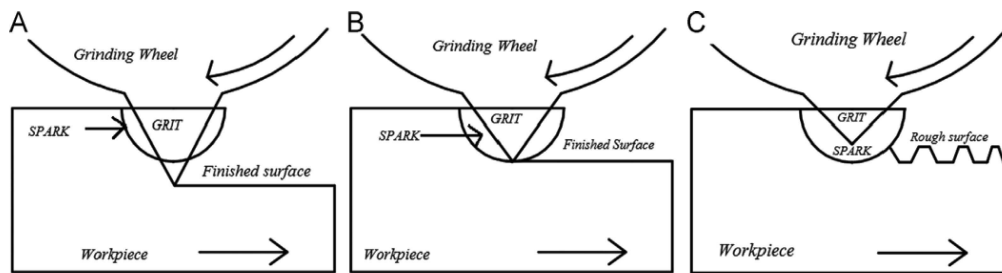 A
Grinding Wheel
GRIT
SPARK
Finished surface
Workpiece
B
Grinding Wheel
GRIT
SPARK
Finished Surface
Workpiece
C
Grinding Wheel
GRIT
SPARK
Rough surface
Workpiece